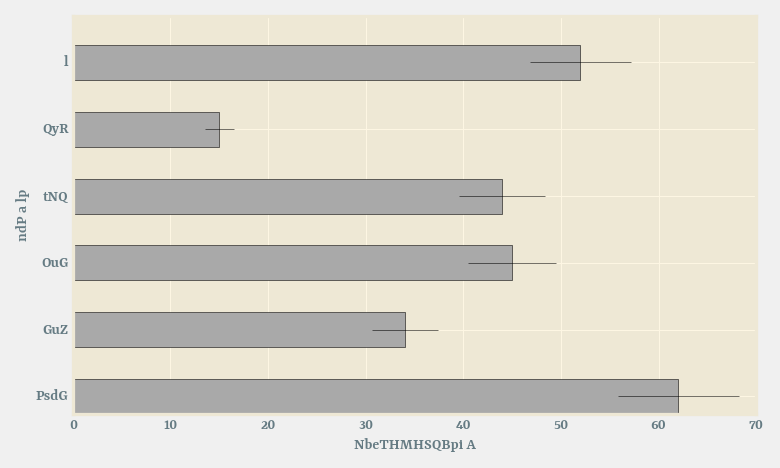 l
QyR
tNQ
OuG
GuZ
PsdG
ndP a lp
0 10 20 30 40 50 60 70
NbeTHMHSQBpi A